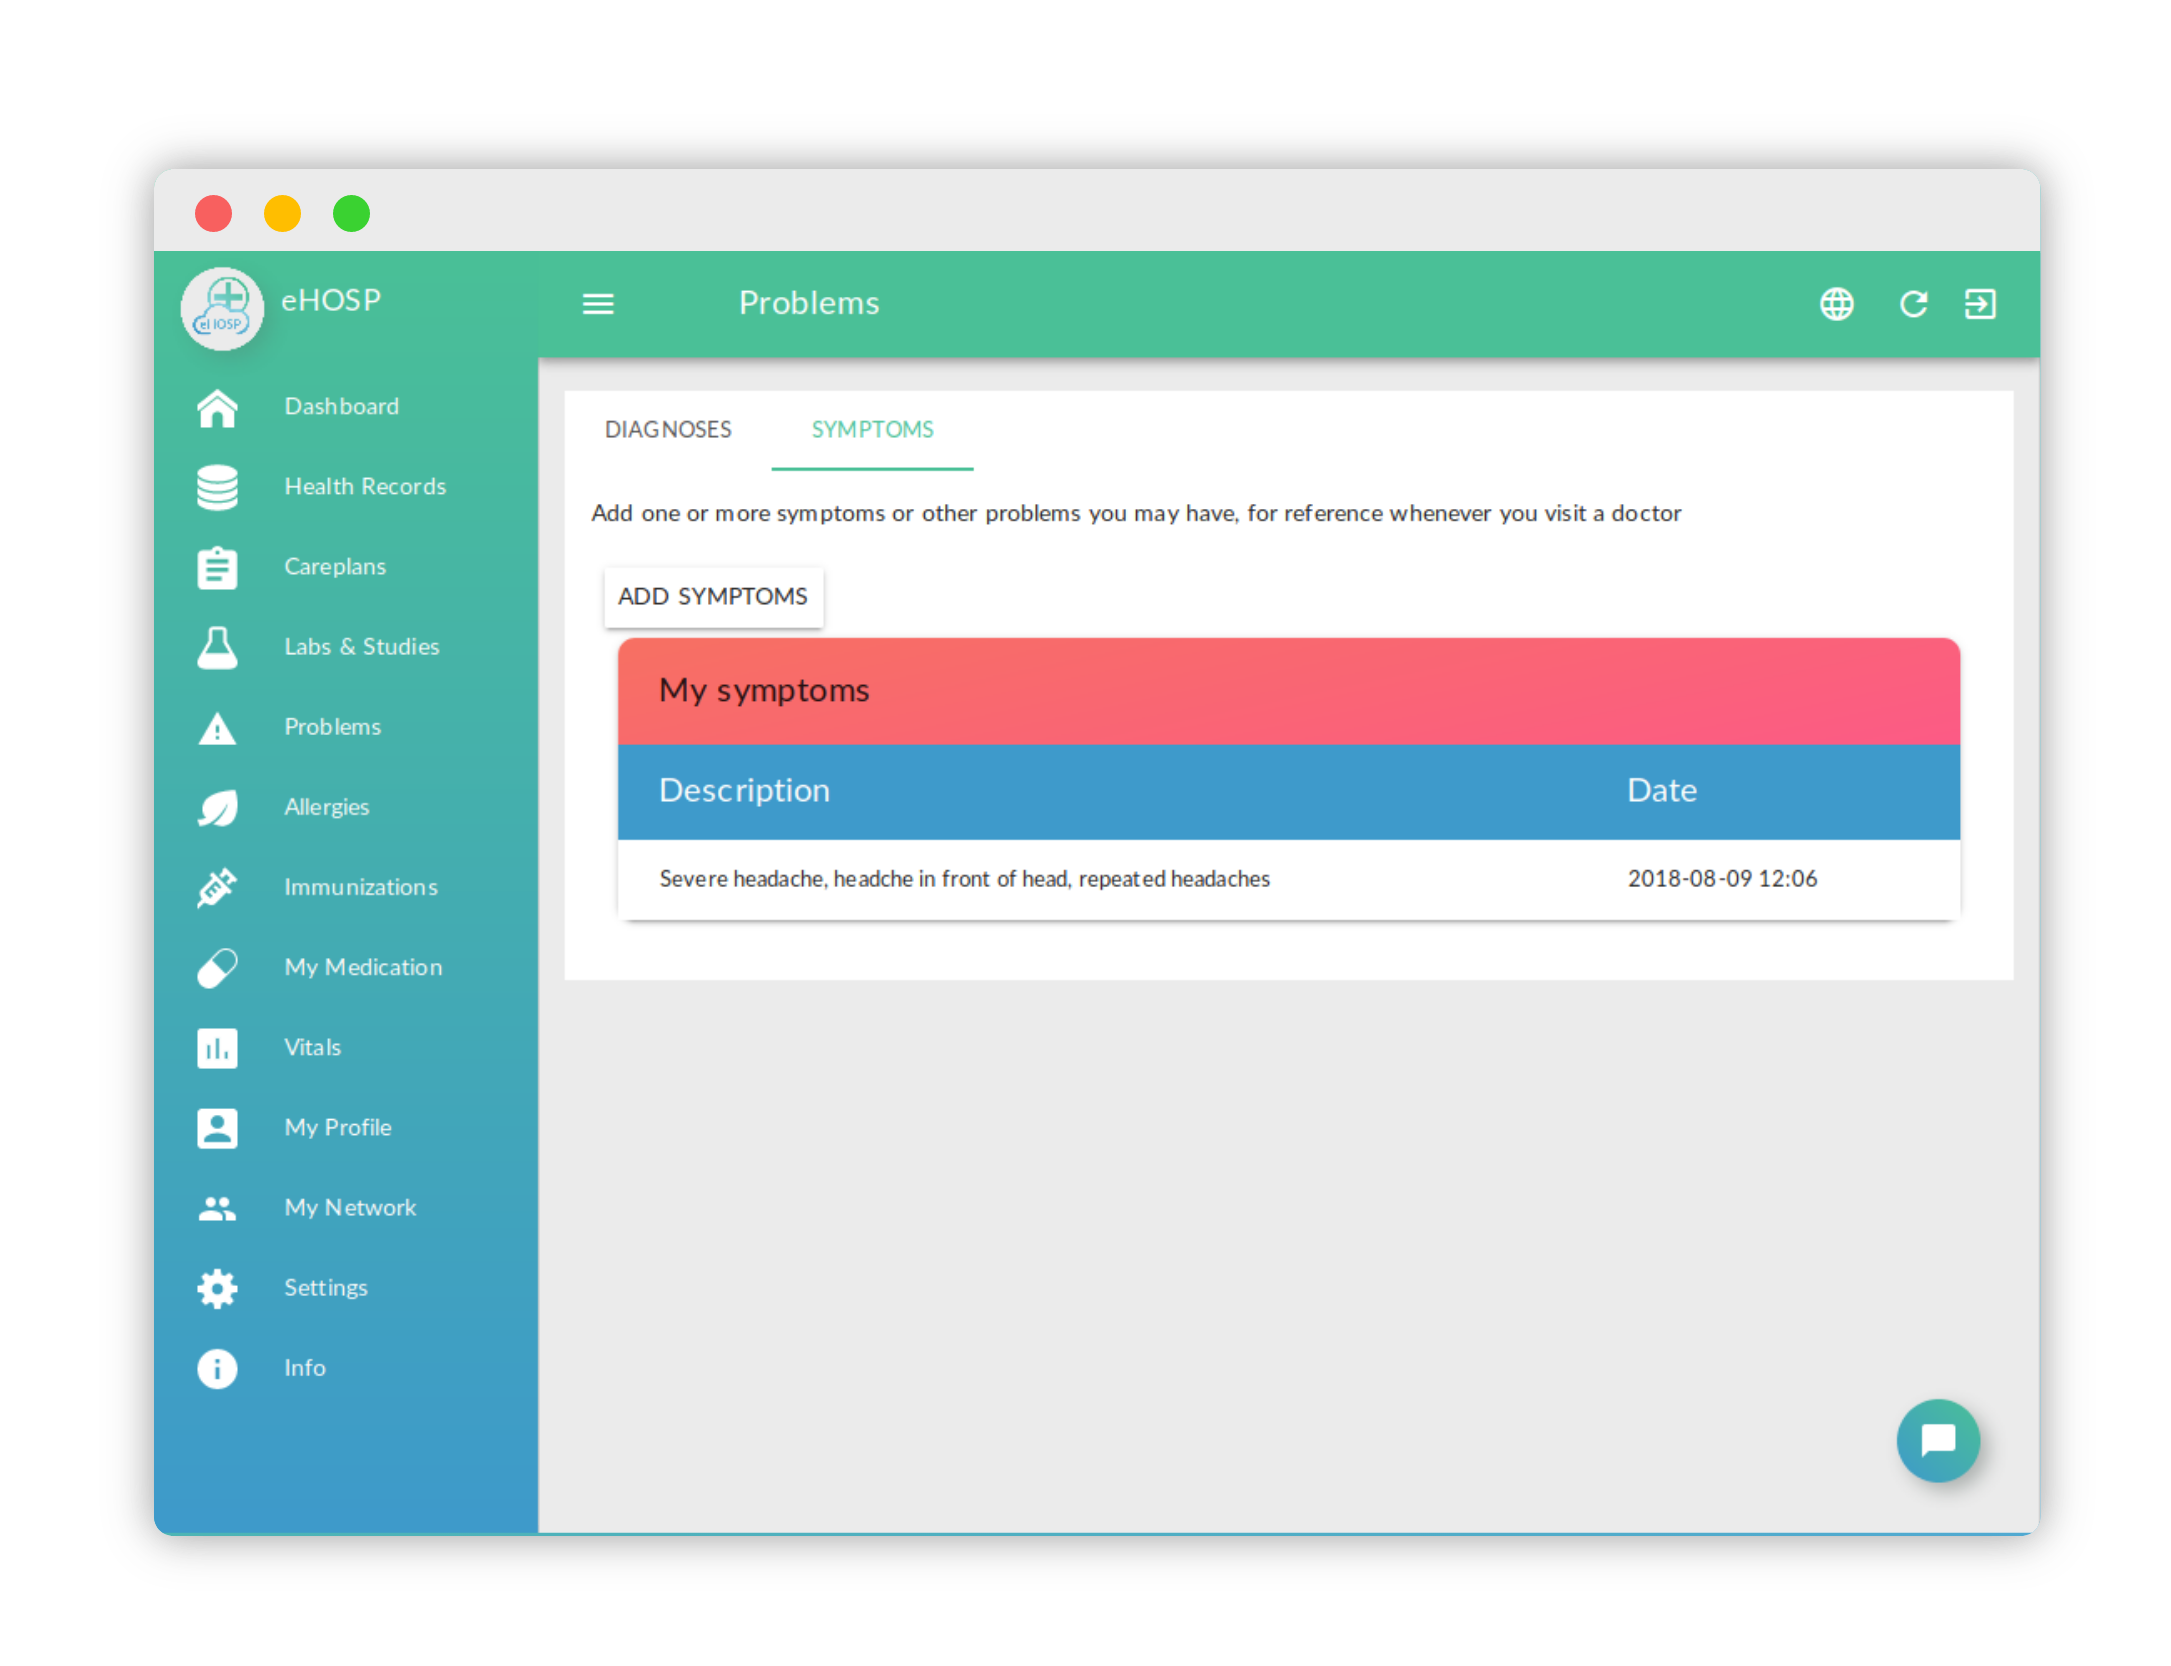 eHOSP
eHOSP
Problems
Dashboard
Health Records
Careplans
Labs & Studies
Problems
Allergies
Immunizations
My Medication
Vitals
My Profile
My Network
Settings
Info
DIAGNOSES SYMPTOMS
Add one or more symptoms or other problems you may have, for reference whenever you visit a doctor
ADD SYMPTOMS
My symptoms
Description Date
Severe headache, headche in front of head, repeated headaches 2018-08-09 12:06